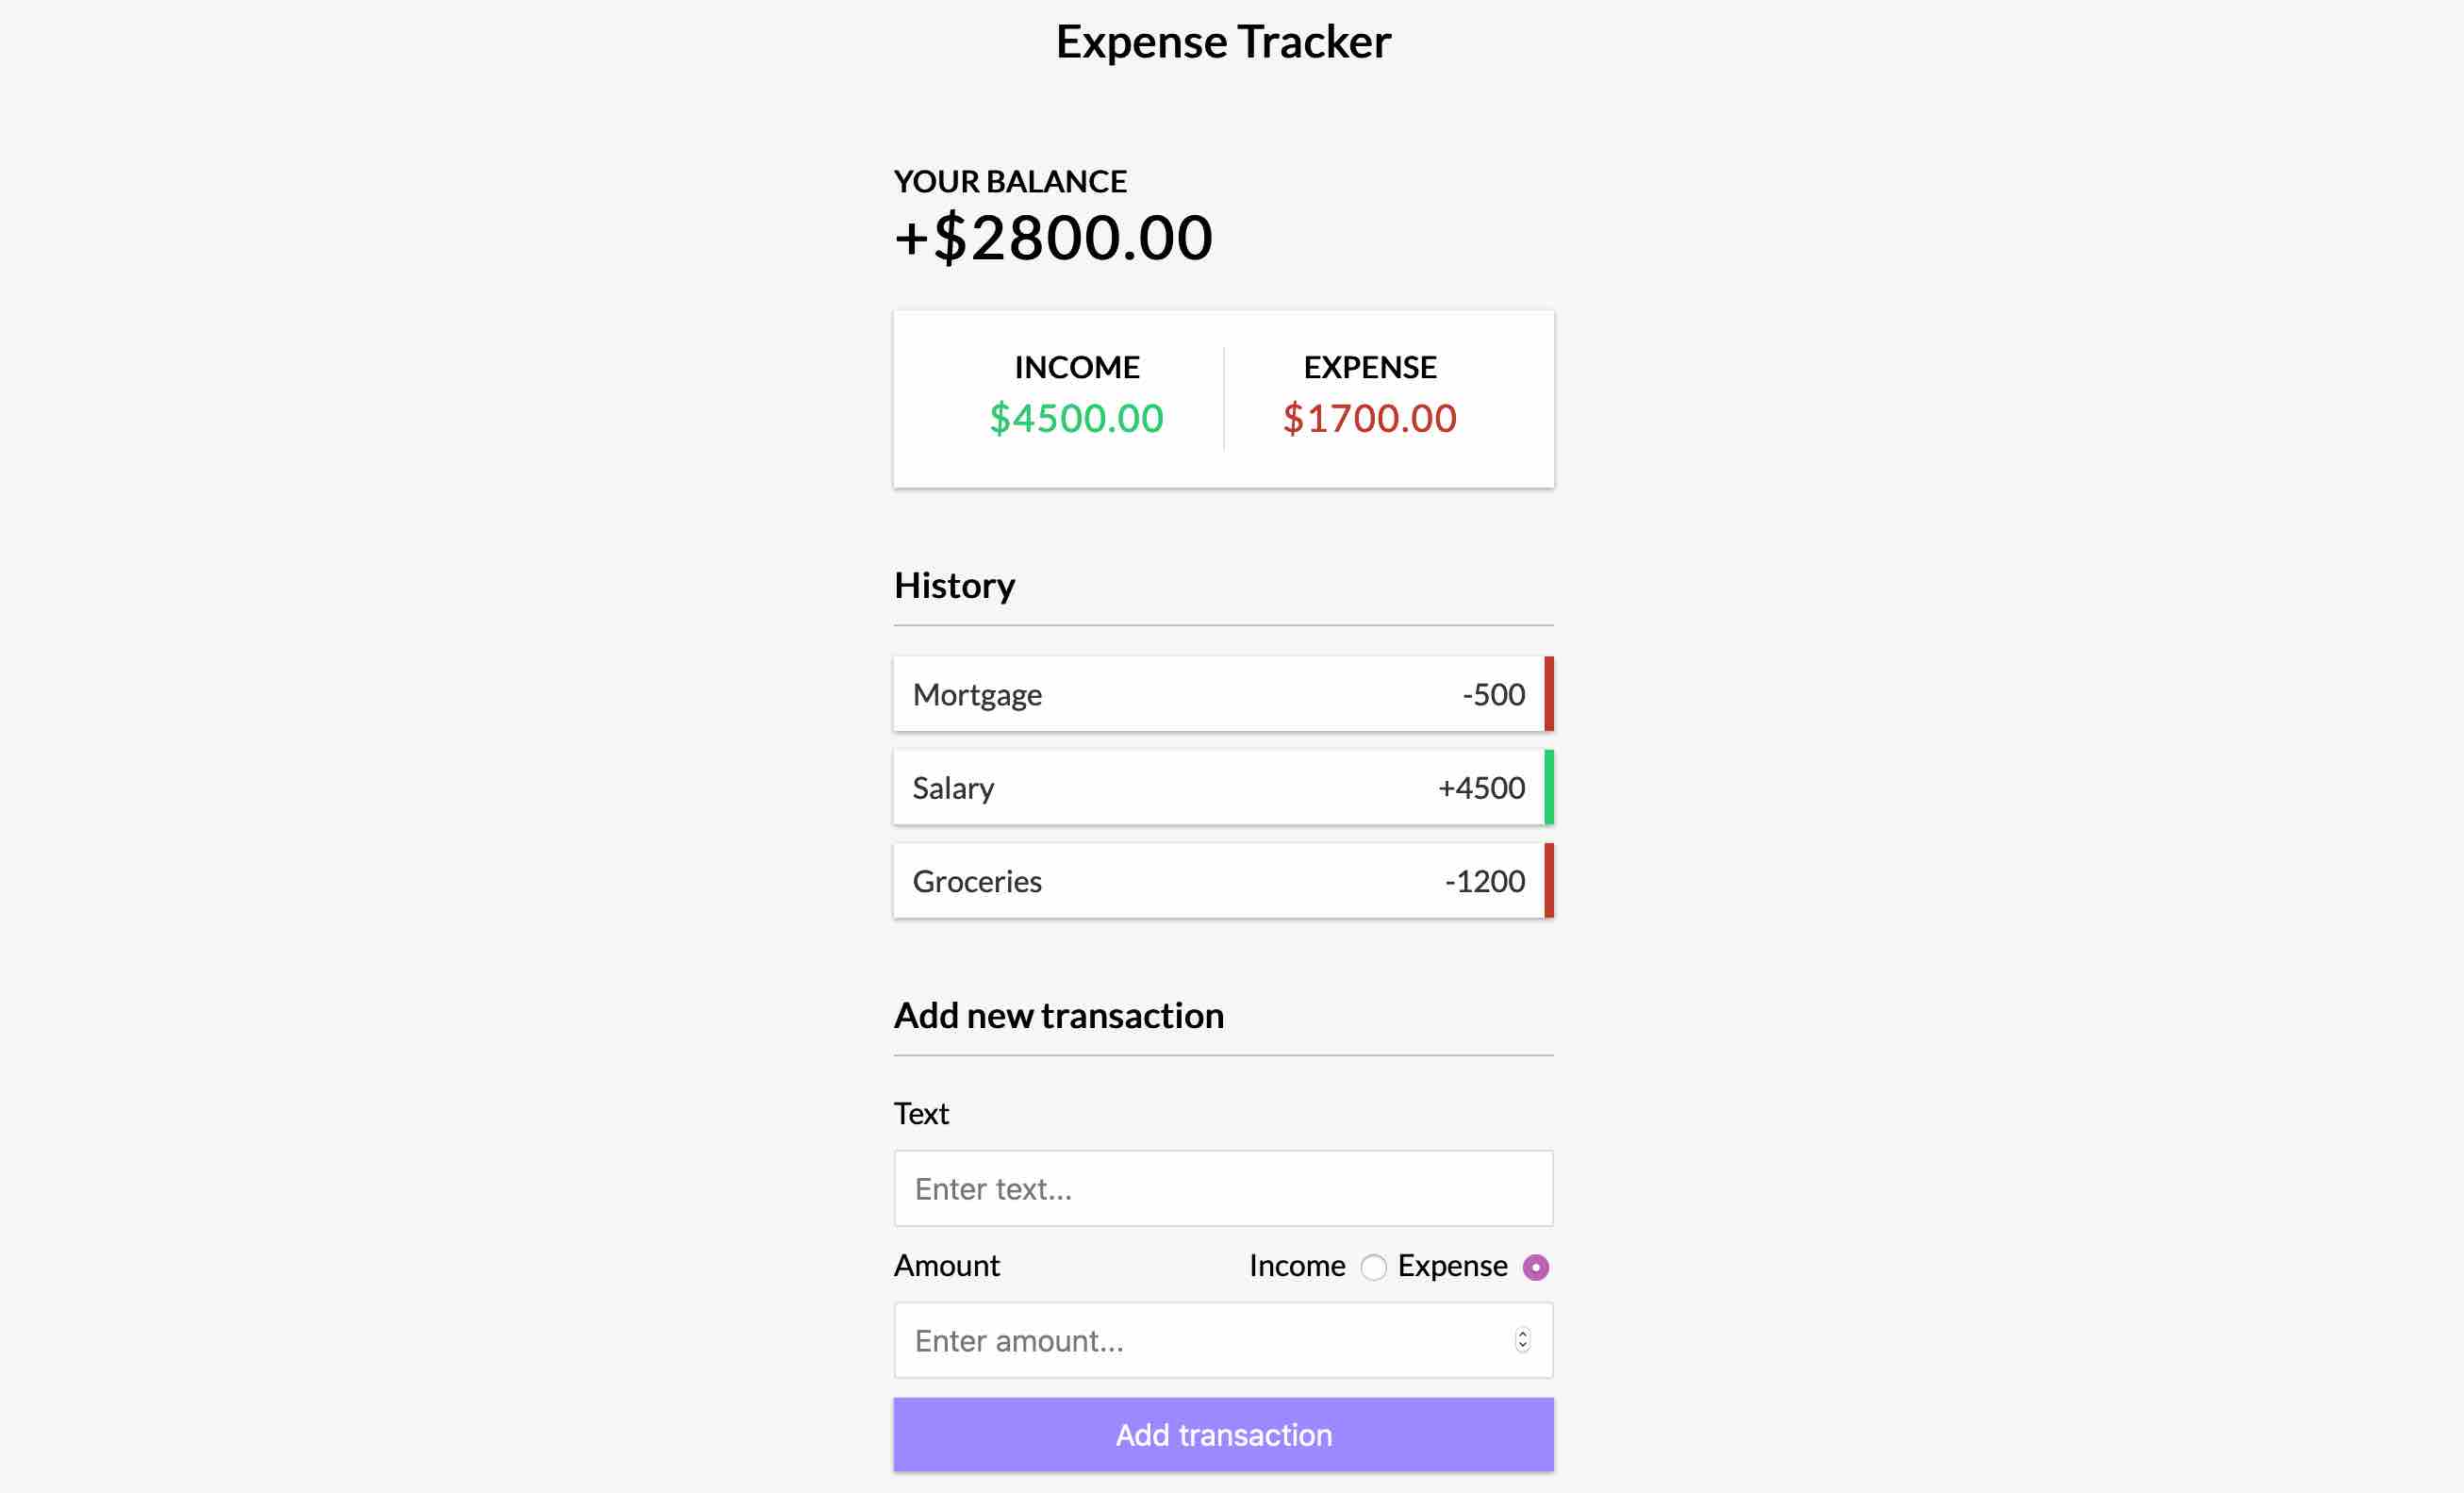 Expense Tracker
YOUR BALANCE
+$2800.00
INCOME EXPENSE
$4500.00 $1700.00
History
Mortgage -500
Salary +4500
Groceries -1200
Add new transaction
Text
Enter text...
Amount Income Expense
Enter amount...
Add transaction